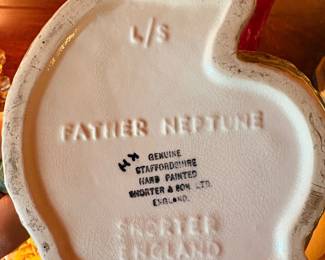 L/S
FATHER NEPTUNE
GENUINE
STAFFORDSHIRE
HAND PAINTED
SHORTER & SON. LTD.
ENGLAND.
SHORTER
ENGLAND